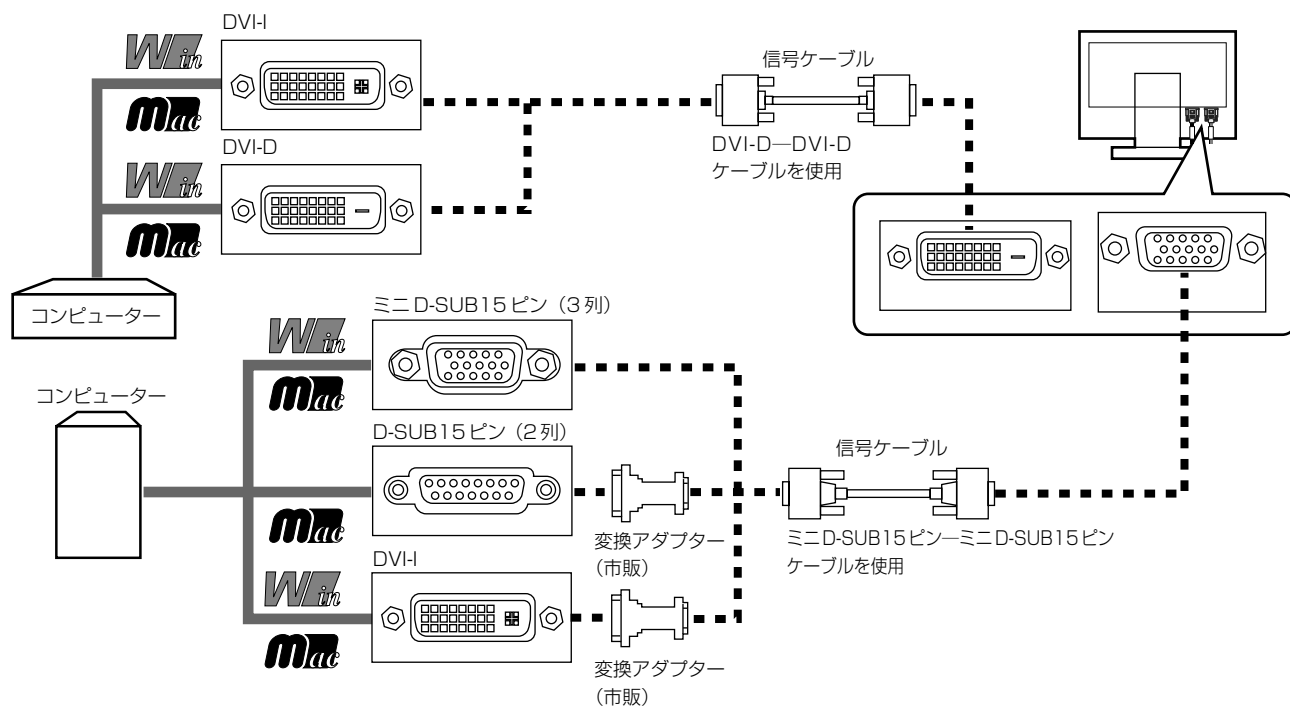 DVI-I
Win
Mac
DVI-D
Win
Mac
コンピューター
信号ケーブル
DVI-D—DVI-D
ケーブルを使用
コンピューター
ミニD-SUB15ピン（3列）
Win
Mac
D-SUB15ピン（2列）
Mac
変換アダプター
（市販）
DVI-I
Win
Mac
変換アダプター
（市販）
信号ケーブル
ミニD-SUB15ピン—ミニD-SUB15ピン
ケーブルを使用